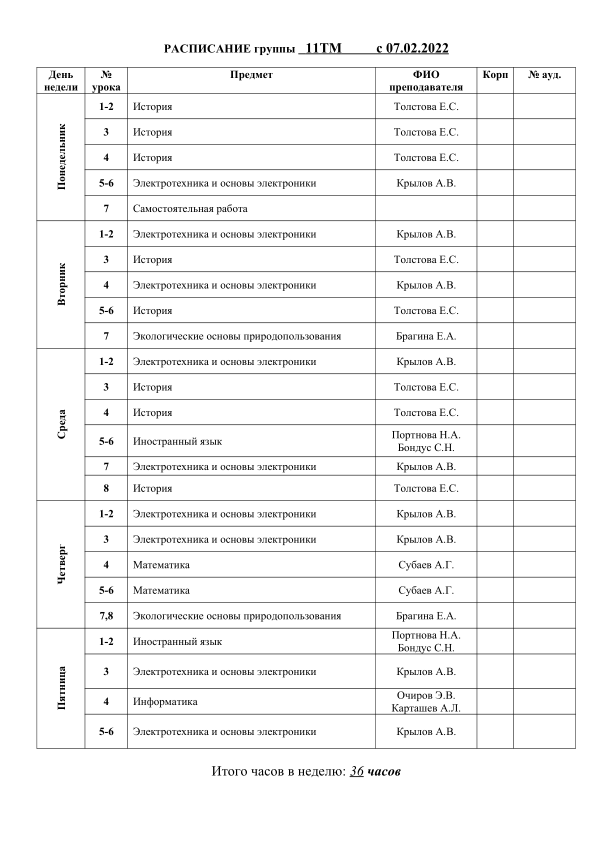 РАСПИСАНИЕ группы 11ТМ с 07.02.2022
День недели № урока Предмет ФИО преподавателя Корп № ауд.
Понедельник
1-2 История Толстова Е.С.
3 История Толстова Е.С.
4 История Толстова Е.С.
5-6 Электротехника и основы электроники Крылов А.В.
7 Самостоятельная работа
Вторник
1-2 Электротехника и основы электроники Крылов А.В.
3 История Толстова Е.С.
4 Электротехника и основы электроники Крылов А.В.
5-6 История Толстова Е.С.
7 Экологические основы природопользования Брагина Е.А.
Среда
1-2 Электротехника и основы электроники Крылов А.В.
3 История Толстова Е.С.
4 История Толстова Е.С.
5-6 Иностранный язык Портнова Н.А. Бондус С.Н.
7 Электротехника и основы электроники Крылов А.В.
8 История Толстова Е.С.
Четверг
1-2 Электротехника и основы электроники Крылов А.В.
3 Электротехника и основы электроники Крылов А.В.
4 Математика Субаев А.Г.
5-6 Математика Субаев А.Г.
7,8 Экологические основы природопользования Брагина Е.А.
Пятница
1-2 Иностранный язык Портнова Н.А. Бондус С.Н.
3 Электротехника и основы электроники Крылов А.В.
4 Информатика Очиров Э.В. Карташев А.Л.
5-6 Электротехника и основы электроники Крылов А.В.
Итого часов в неделю: 36 часов